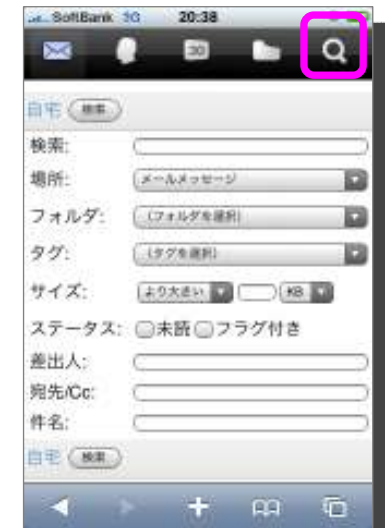 SoftBank 3G 20:38
30
自宅 検索
検索:
場所: メールメッセージ
フォルダ: (フォルダを選択)
タグ: (タグを選択)
サイズ: より大きい KB
ステータス: 未読 フラグ付き
差出人:
宛先/Cc:
件名:
自宅 検索